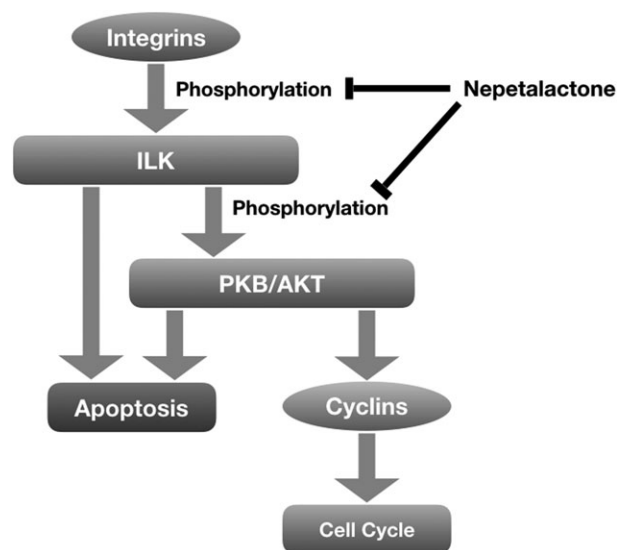 Integrins
Phosphorylation
Nepetalactone
ILK
Phosphorylation
PKB/AKT
Apoptosis
Cyclins
Cell Cycle